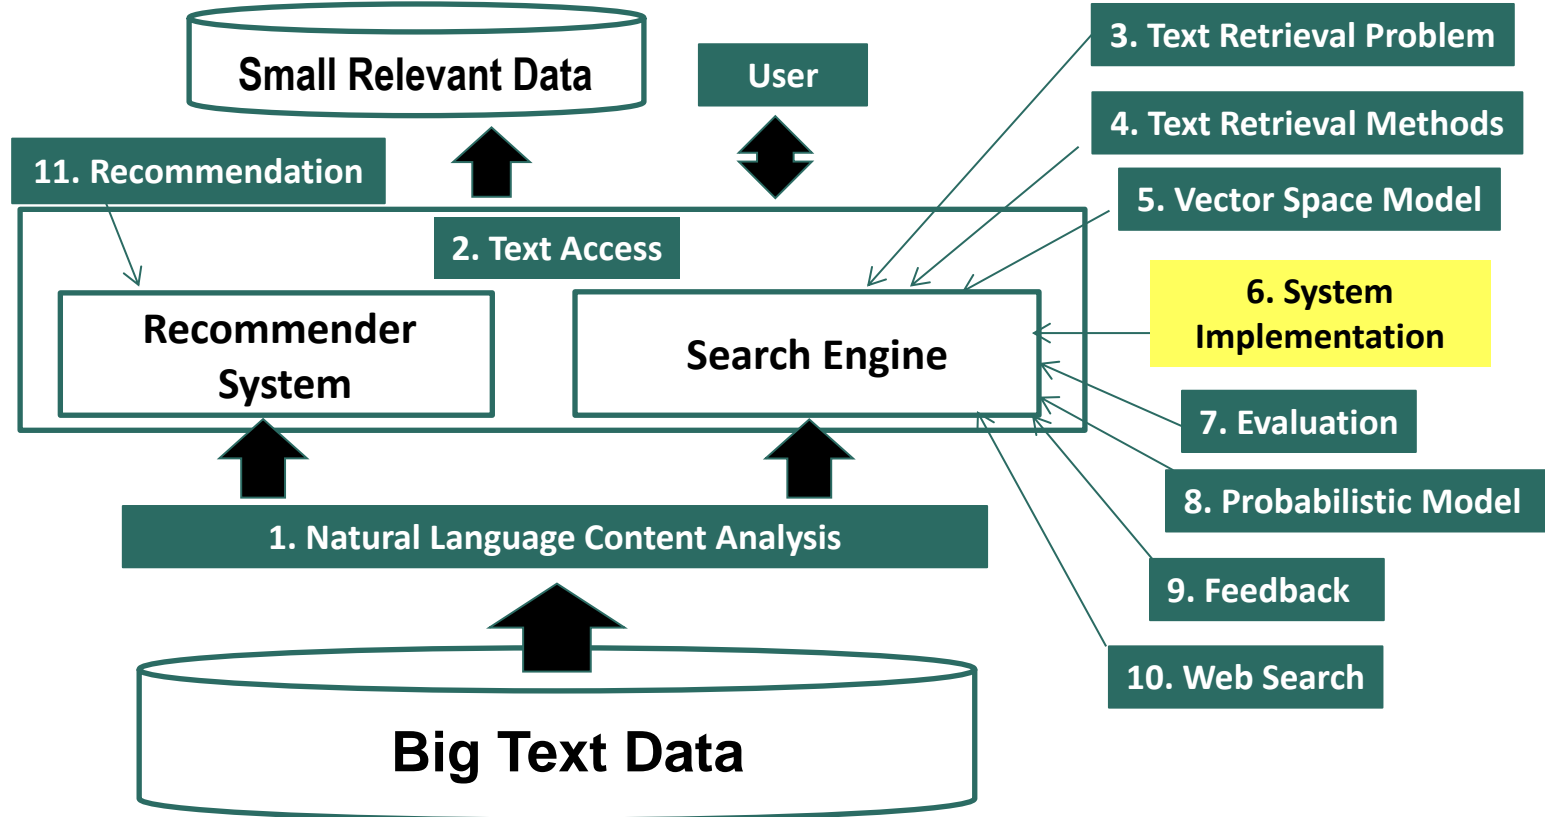 3. Text Retrieval Problem
Small Relevant Data
User
4. Text Retrieval Methods
11. Recommendation
5. Vector Space Model
2. Text Access
6. System
Implementation
Recommender
System
Search Engine
7. Evaluation
8. Probabilistic Model
1. Natural Language Content Analysis
9. Feedback
10. Web Search
Big Text Data